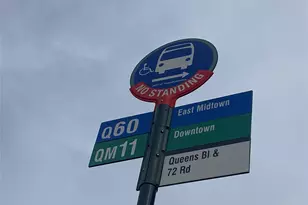 NO STANDING
Q60 East Midtown
QM11 Downtown
Queens Bl &
72 Rd